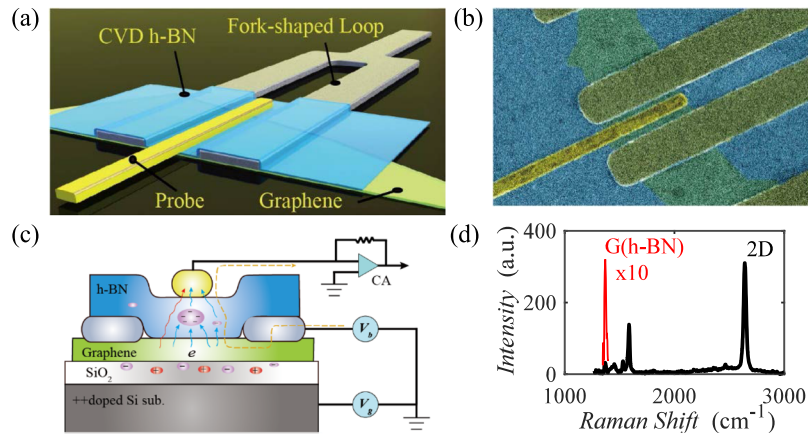 (a)
CVD h-BN
Fork-shaped Loop
Probe
Graphene
(b)
(c)
h-BN
CA
Graphene
e
V_b
SiO₂
++doped Si sub.
V_g
(d)
G(h-BN)
x10
2D
Intensity (a.u.)
400
200
0
1000
2000
3000
Raman Shift (cm⁻¹)